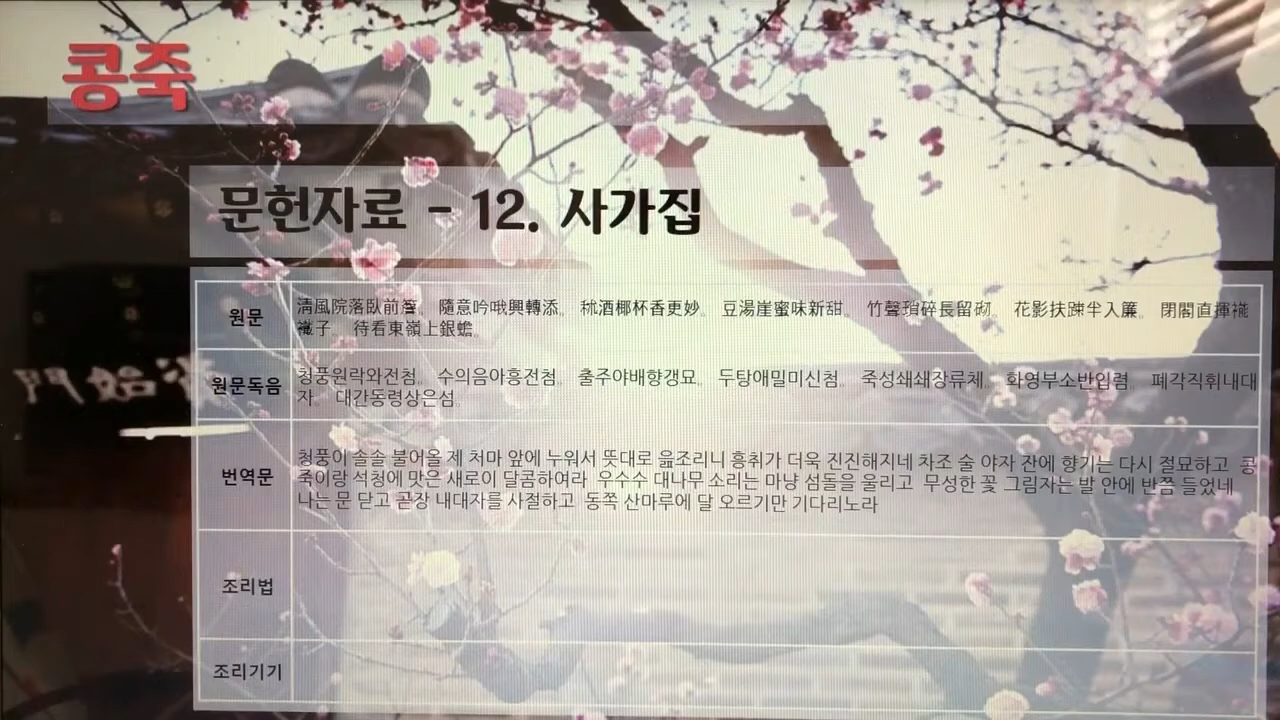 콩죽
문헌자료 - 12. 사가집
원문
淸風院落臥前簷。 隨意吟哦興轉添。 秫酒椰杯香更妙。 豆湯崖蜜味新甜。 竹聲瑣碎長留砌。 花影扶疎半入簾。 閉閤直揮褦
襶子。 待看東嶺上銀蟾。
원문독음
청풍원락와전첨。 수의음아흥전첨。 출주야배향갱묘。 두탕애밀미신첨。 죽성쇄쇄장류체。 화영부소반입렴。 폐각직휘내대
자。 대간동령상은섬。
번역문
청풍이 솔솔 불어올 제 처마 앞에 누워서 뜻대로 읊조리니 흥취가 더욱 진진해지네 차조 술 야자 잔에 향기는 다시 절묘하고 콩
죽이랑 석청에 맛은 새로이 달콤하여라 우수수 대나무 소리는 마냥 섬돌을 울리고 무성한 꽃 그림자는 발 안에 반쯤 들었네
나는 문 닫고 곧장 내대자를 사절하고 동쪽 산마루에 달 오르기만 기다리노라
조리법
조리기기